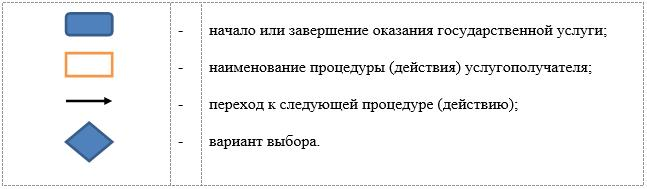 - начало или завершение оказания государственной услуги;
- наименование процедуры (действия) услугополучателя;
- переход к следующей процедуре (действию);
- вариант выбора.